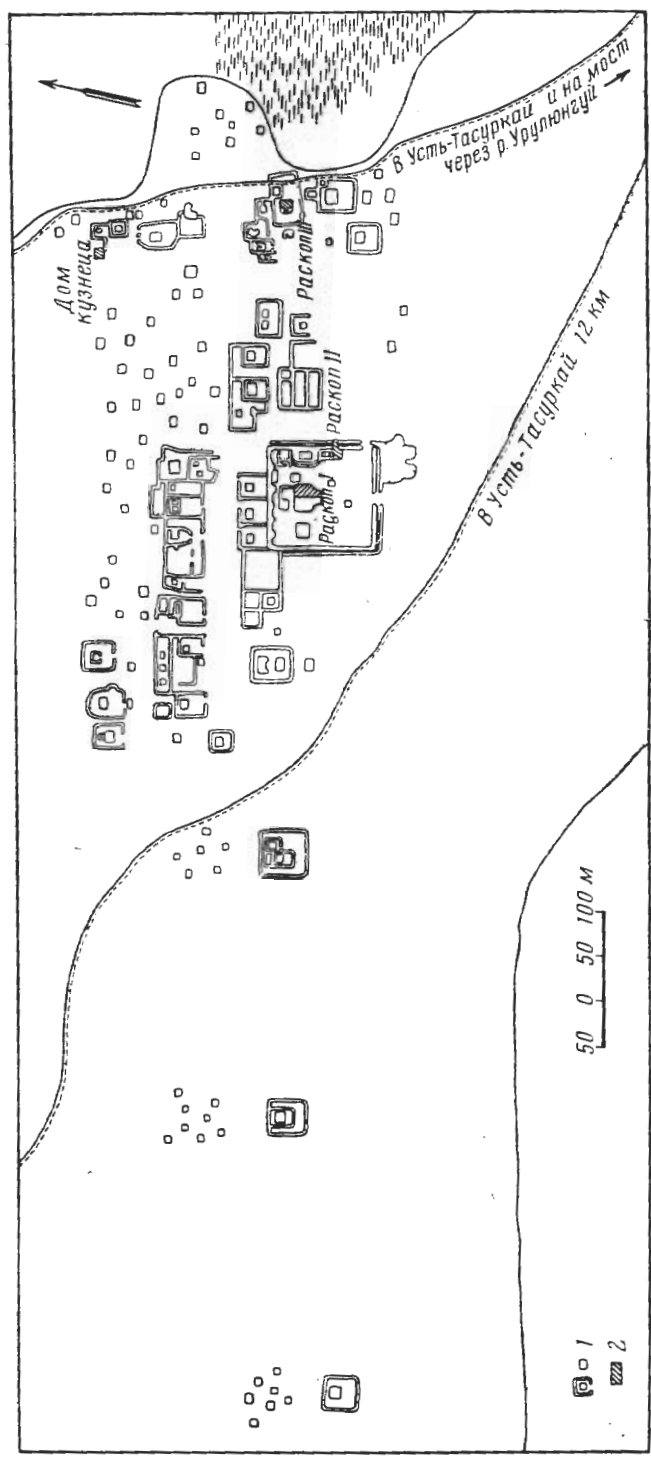 В Усть-Тасуркай и на мост
через р. Урулюнгуй
Дом
кузнеца
Раскоп III
Раскоп II
Раскоп I
В Усть-Тасуркай 12 км
50 0 50 100 м
1
2